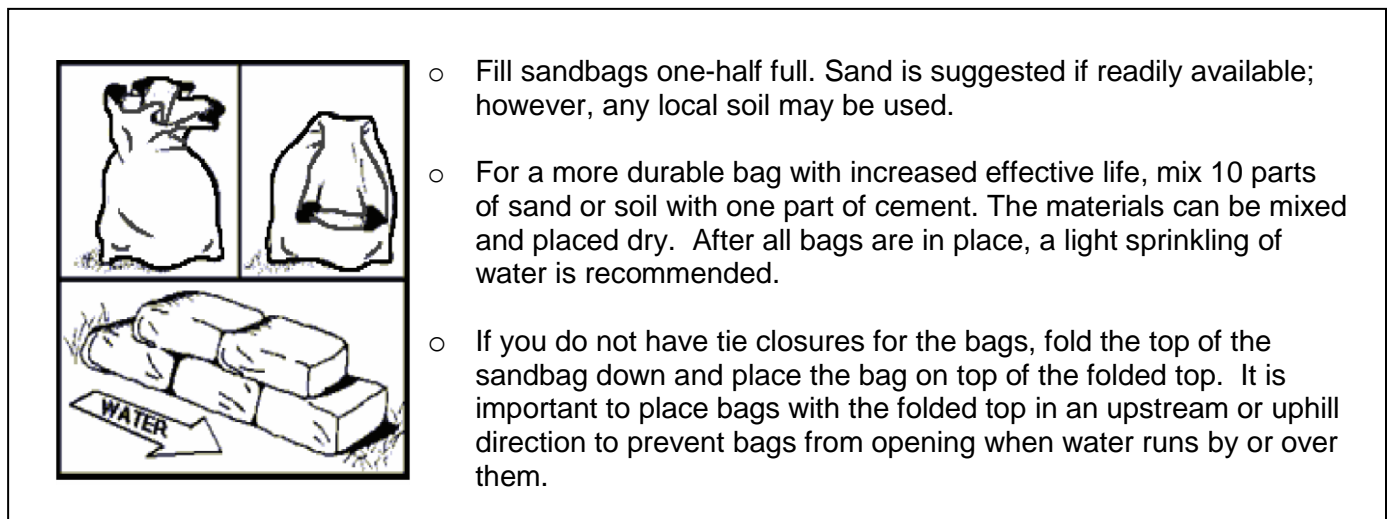 ○ Fill sandbags one-half full. Sand is suggested if readily available;
however, any local soil may be used.
○ For a more durable bag with increased effective life, mix 10 parts
of sand or soil with one part of cement. The materials can be mixed
and placed dry.  After all bags are in place, a light sprinkling of
water is recommended.
○ If you do not have tie closures for the bags, fold the top of the
sandbag down and place the bag on top of the folded top.  It is
important to place bags with the folded top in an upstream or uphill
direction to prevent bags from opening when water runs by or over
them.
WATER